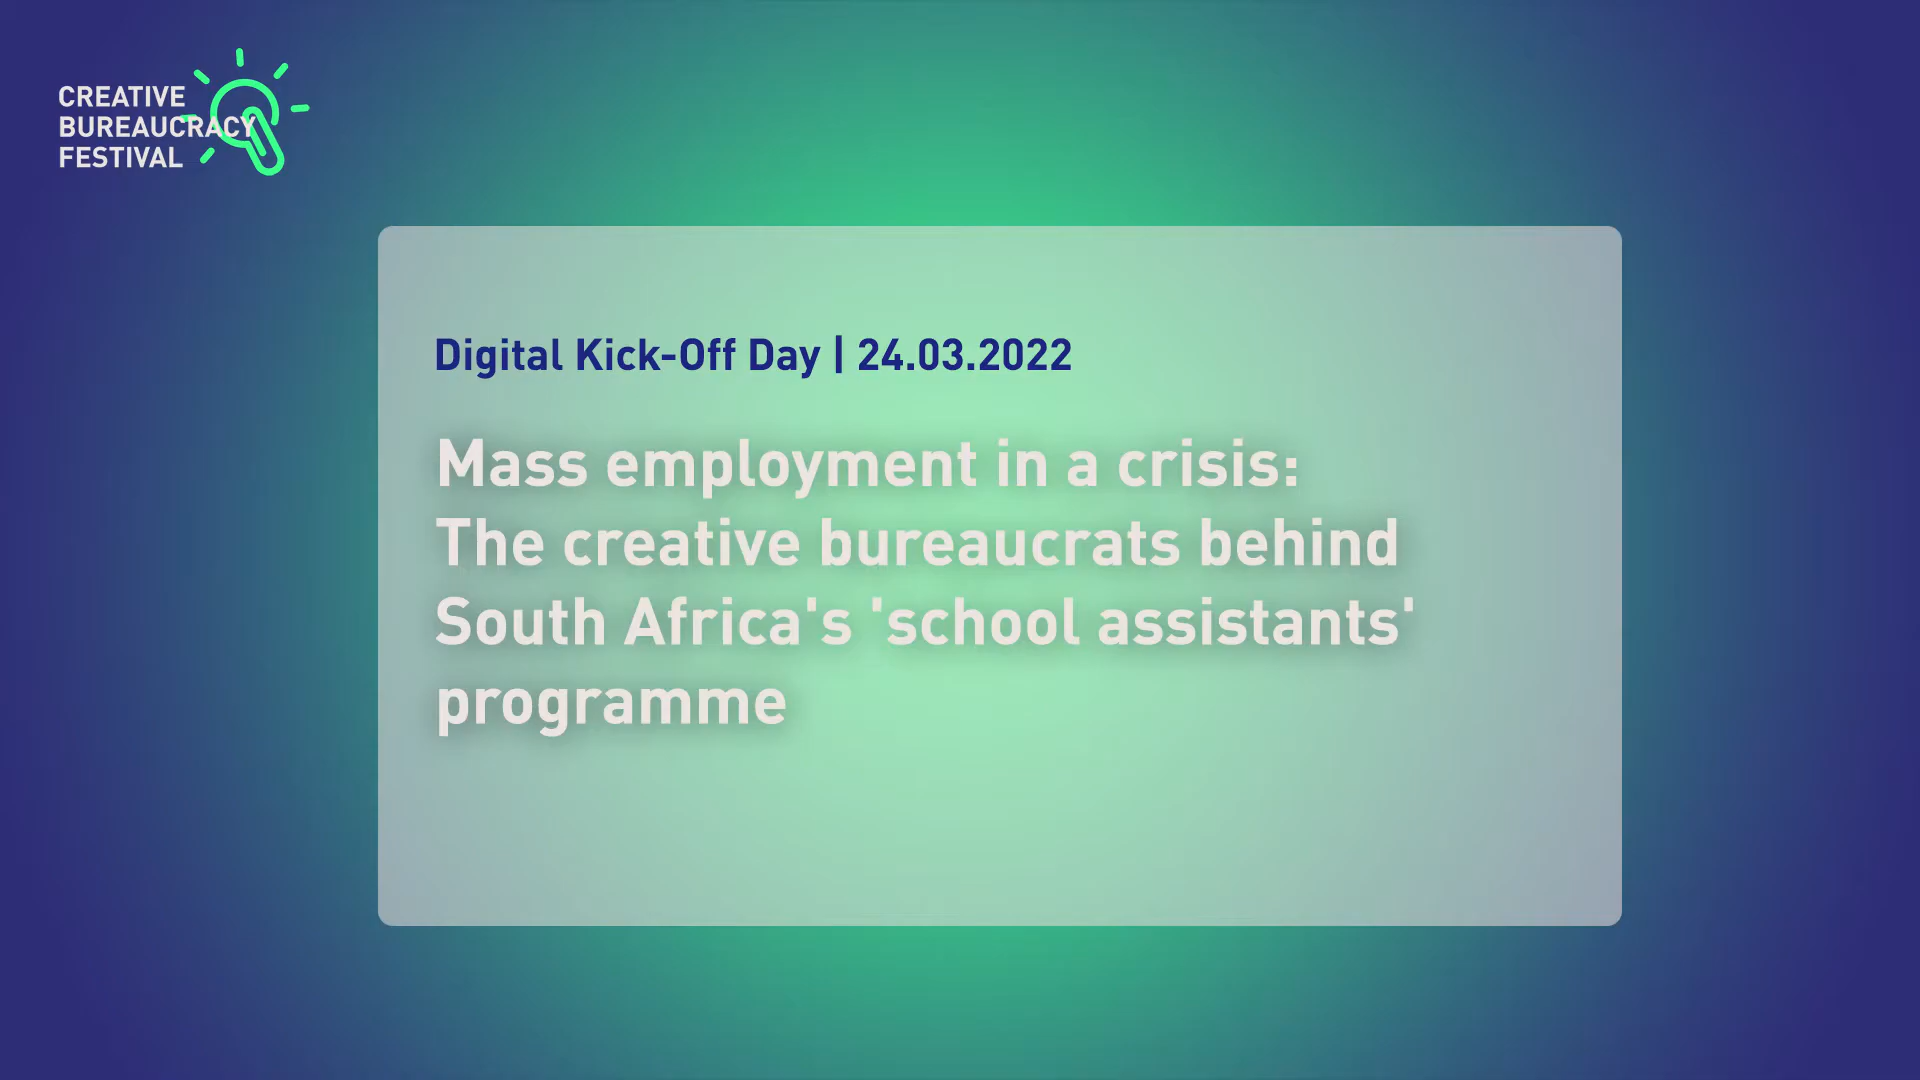 CREATIVE
BUREAUCRACY
FESTIVAL
Digital Kick-Off Day | 24.03.2022
Mass employment in a crisis:
The creative bureaucrats behind
South Africa's 'school assistants'
programme